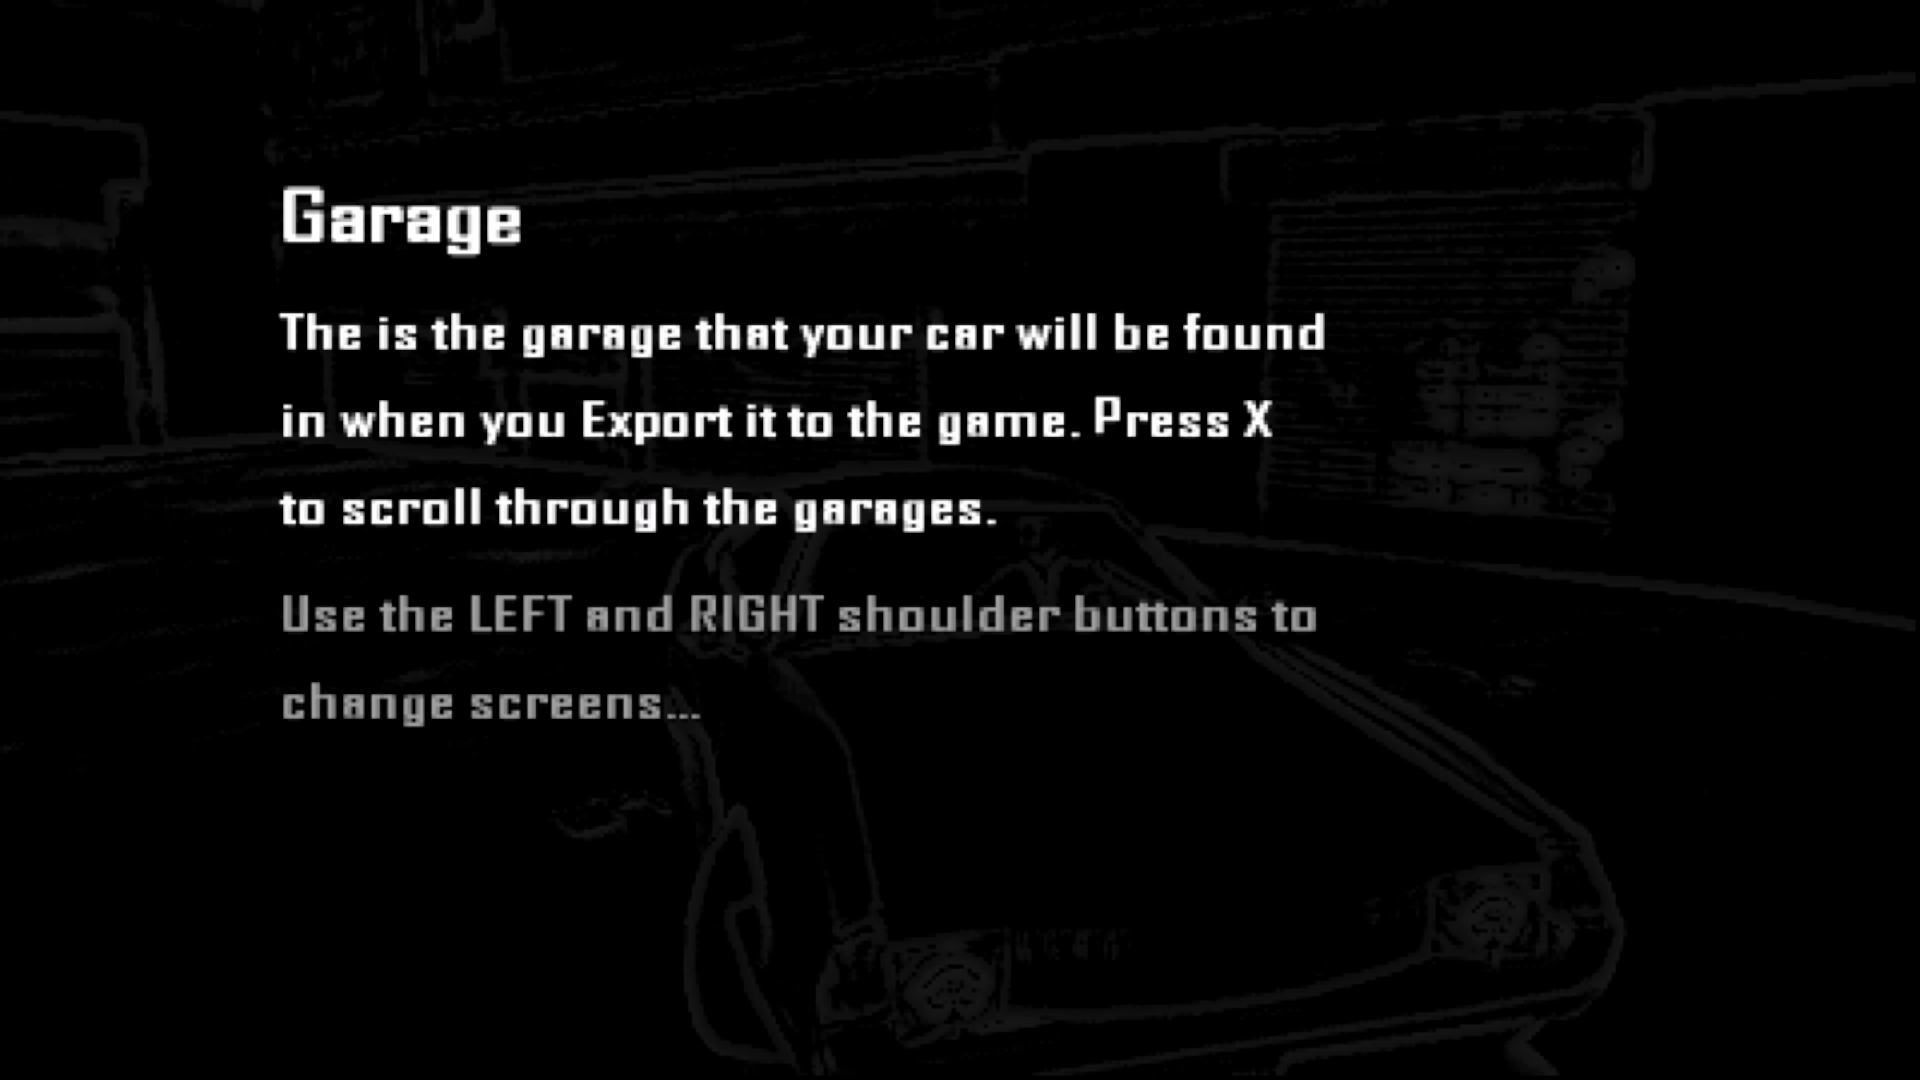 Garage
The is the garage that your car will be found
in when you Export it to the game. Press X
to scroll through the garages.
Use the LEFT and RIGHT shoulder buttons to
change screens...